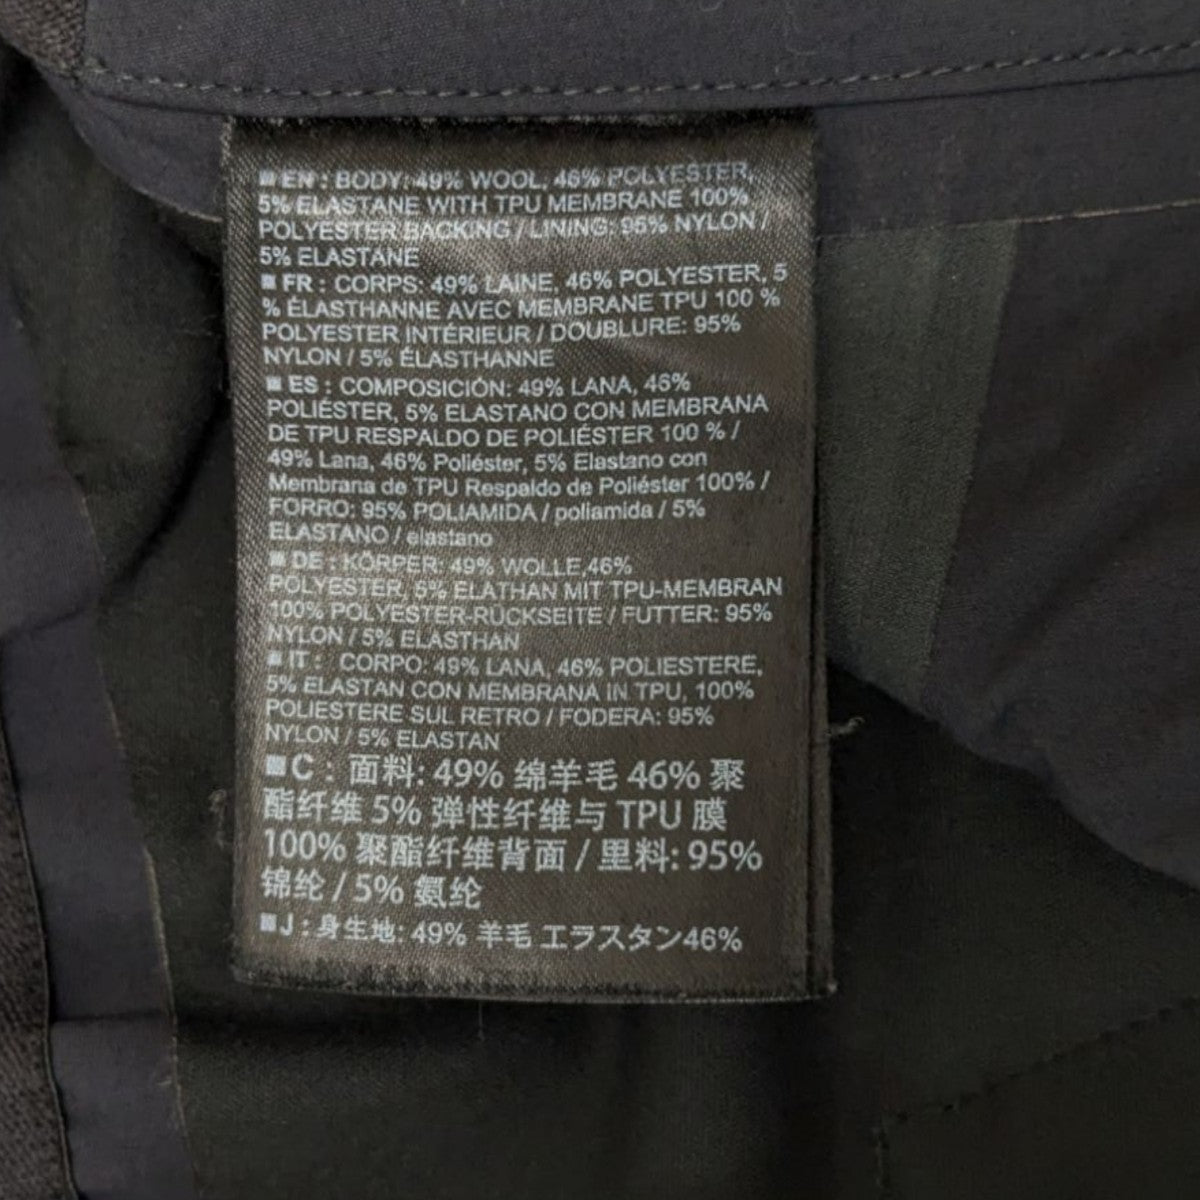 ■ EN : BODY: 49% WOOL, 46% POLYESTER,
5% ELASTANE WITH TPU MEMBRANE 100%
POLYESTER BACKING / LINING: 95% NYLON /
5% ELASTANE
■ FR : CORPS: 49% LAINE, 46% POLYESTER, 5
% ÉLASTHANNE AVEC MEMBRANE TPU 100 %
POLYESTER INTÉRIEUR / DOUBLURE: 95%
NYLON / 5% ÉLASTHANNE
■ ES : COMPOSICIÓN: 49% LANA, 46%
POLIÉSTER, 5% ELASTANO CON MEMBRANA
DE TPU RESPALDO DE POLIÉSTER 100 % /
49% Lana, 46% Poliéster, 5% Elastano con
Membrana de TPU Respaldo de Poliéster 100% /
FORRO: 95% POLIAMIDA / poliamida / 5%
ELASTANO / elastano
■ DE : KÖRPER: 49% WOLLE,46%
POLYESTER, 5% ELATHAN MIT TPU-MEMBRAN
100% POLYESTER-RÜCKSEITE / FUTTER: 95%
NYLON / 5% ELASTHAN
■ IT : CORPO: 49% LANA, 46% POLIESTERE,
5% ELASTAN CON MEMBRANA IN TPU, 100%
POLIESTERE SUL RETRO / FODERA: 95%
NYLON / 5% ELASTAN
■ C : 面料: 49% 绵羊毛 46% 聚
酯纤维 5% 弹性纤维与 TPU 膜
100% 聚酯纤维背面 / 里料: 95%
锦纶 / 5% 氨纶
■ J : 身生地: 49% 羊毛 エラスタン46%